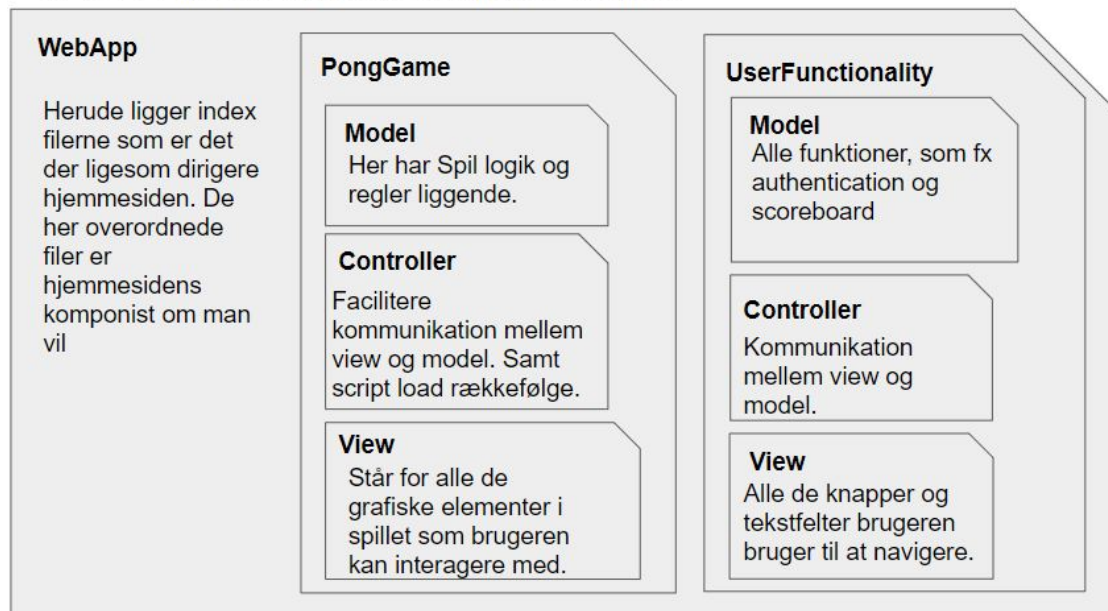 WebApp
Herude ligger index
filerne som er det
der ligesom dirigere
hjemmesiden. De
her overordnede
filer er
hjemmesidens
komponist om man
vil
PongGame
Model
Her har Spil logik og
regler liggende.
Controller
Facilitere
kommunikation mellem
view og model. Samt
script load rækkefølge.
View
Står for alle de
grafiske elementer i
spillet som brugeren
kan interagere med.
UserFunctionality
Model
Alle funktioner, som fx
authentication og
scoreboard
Controller
Kommunikation
mellem view og
model.
View
Alle de knapper og
tekstfelter brugeren
bruger til at navigere.